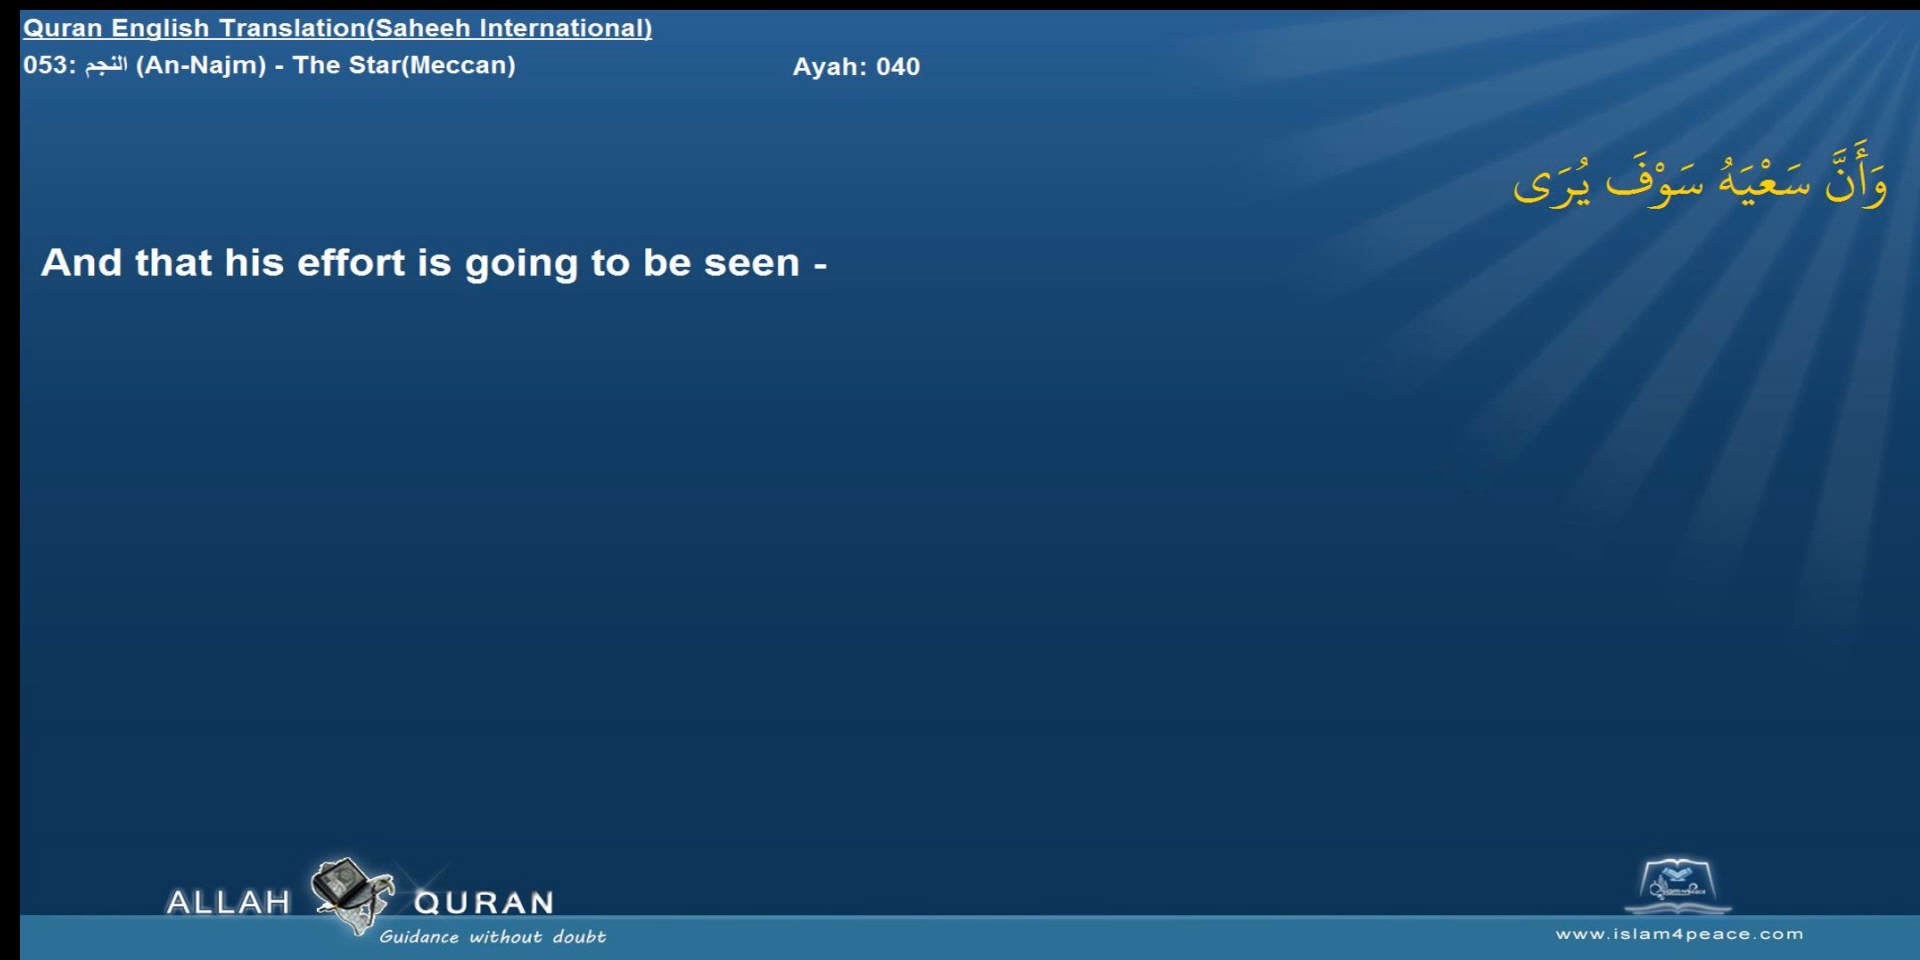 Quran English Translation(Saheeh International)
053: النجم (An-Najm) - The Star(Meccan) Ayah: 040
وَأَنَّ سَعْيَهُ سَوْفَ يُرَى
And that his effort is going to be seen -
ALLAH QURAN
Guidance without doubt
www.islam4peace.com